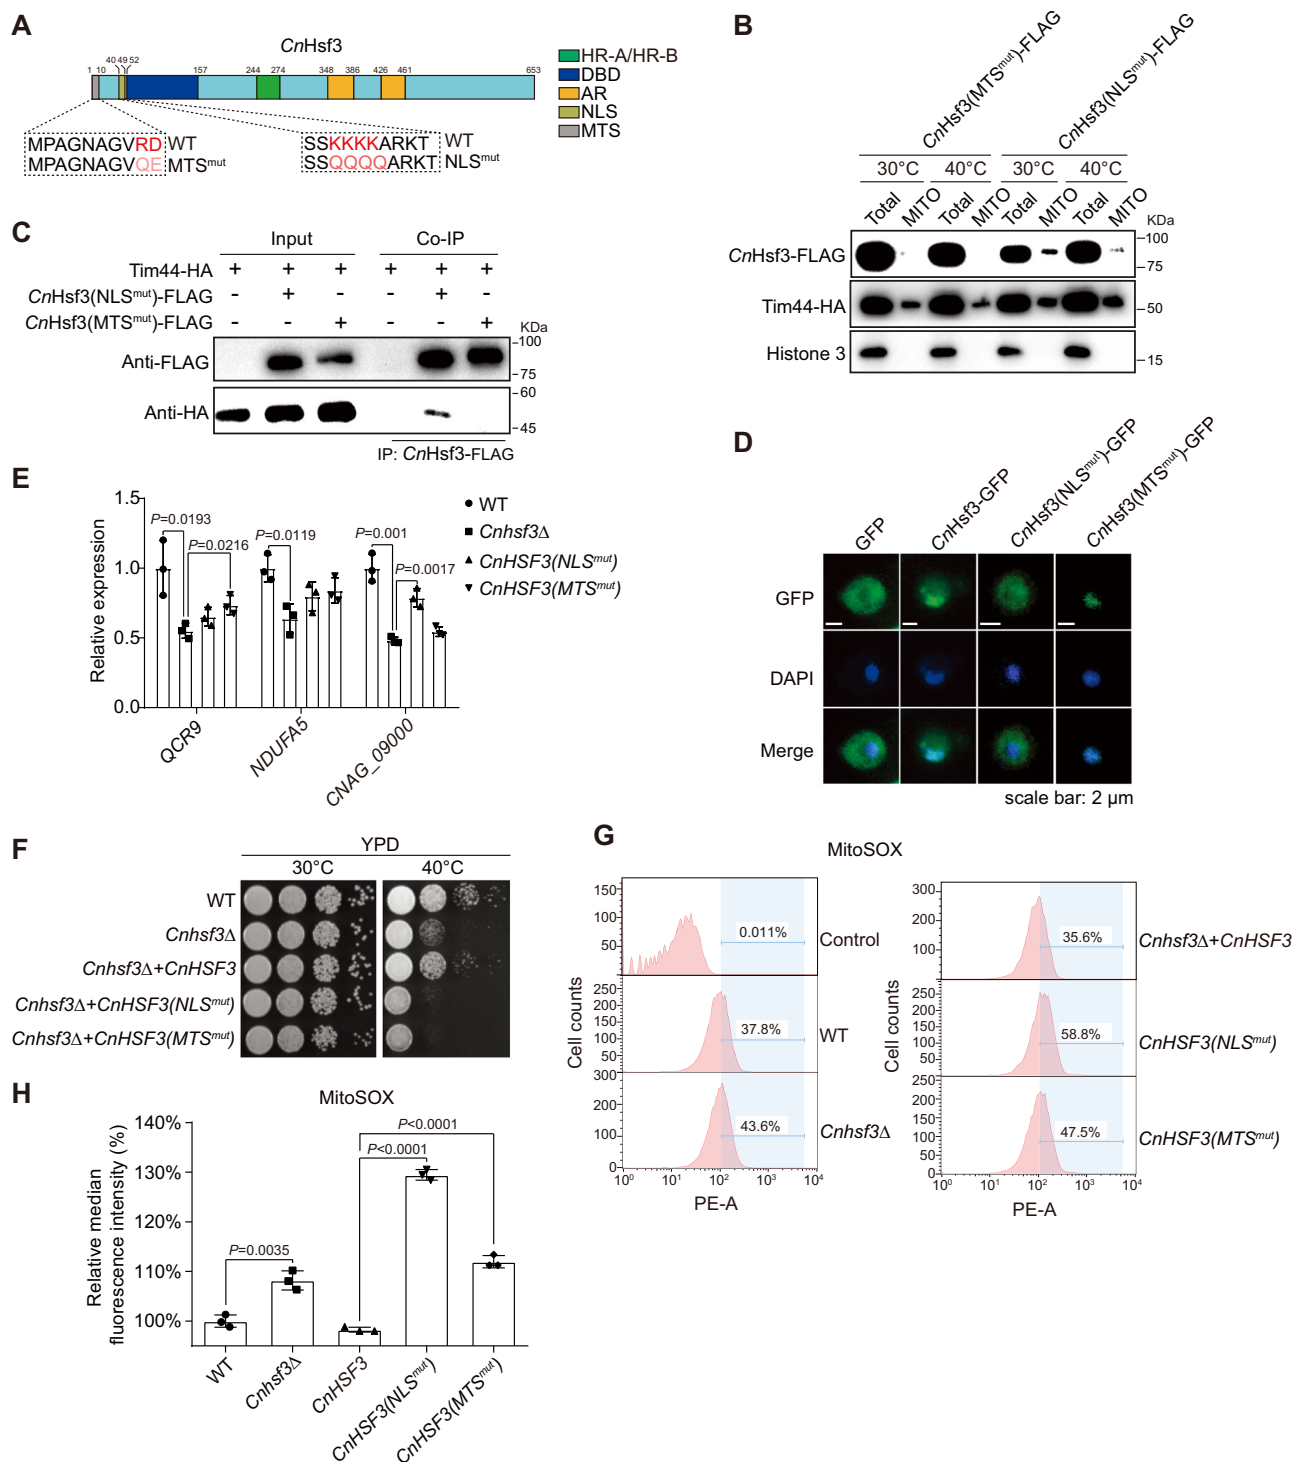 A
CnHsf3
1 10 40 49 52 157 244 274 348 386 426 461 653
HR-A/HR-B
DBD
AR
NLS
MTS
MPAGNAGVRD WT
MPAGNAGVQE MTSmut
SSKKKKARKT WT
SSQQQQARKT NLSmut
B
CnHsf3(MTSmut)-FLAG
CnHsf3(NLSmut)-FLAG
30°C 40°C 30°C 40°C
Total MITO Total MITO Total MITO Total MITO
KDa
CnHsf3-FLAG
100
75
Tim44-HA
50
Histone 3
15
C
Input Co-IP
Tim44-HA + + + + + +
CnHsf3(NLSmut)-FLAG - + - - + -
CnHsf3(MTSmut)-FLAG - - + - - +
KDa
Anti-FLAG
100
75
Anti-HA
60
45
IP: CnHsf3-FLAG
D
GFP
CnHsf3-GFP
CnHsf3(NLSmut)-GFP
CnHsf3(MTSmut)-GFP
GFP
DAPI
Merge
scale bar: 2 µm
E
Relative expression
1.5
1.0
0.5
0.0
P=0.0193
P=0.0216
P=0.0119
P=0.001
P=0.0017
QCR9
NDUFA5
CNAG_09000
WT
Cnhsf3Δ
CnHSF3(NLSmut)
CnHSF3(MTSmut)
F
YPD
30°C 40°C
WT
Cnhsf3Δ
Cnhsf3Δ+CnHSF3
Cnhsf3Δ+CnHSF3(NLSmut)
Cnhsf3Δ+CnHSF3(MTSmut)
G
MitoSOX
Cell counts
150
100
50
0.011%
Control
250
200
150
100
50
37.8%
WT
300
200
100
0
43.6%
Cnhsf3Δ
10⁰ 10¹ 10² 10³ 10⁴
PE-A
Cell counts
300
200
100
35.6%
Cnhsf3Δ+CnHSF3
250
200
150
100
50
58.8%
CnHSF3(NLSmut)
250
200
150
100
50
0
47.5%
CnHSF3(MTSmut)
10⁰ 10¹ 10² 10³ 10⁴
PE-A
H
MitoSOX
Relative median
fluorescence intensity (%)
140%
130%
120%
110%
100%
P=0.0035
P<0.0001
P<0.0001
WT
Cnhsf3Δ
CnHSF3
CnHSF3(NLSmut)
CnHSF3(MTSmut)